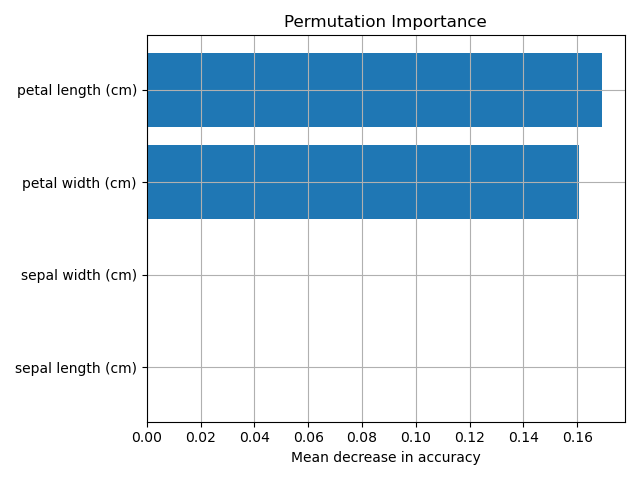 Permutation Importance
petal length (cm)
petal width (cm)
sepal width (cm)
sepal length (cm)
0.00 0.02 0.04 0.06 0.08 0.10 0.12 0.14 0.16
Mean decrease in accuracy